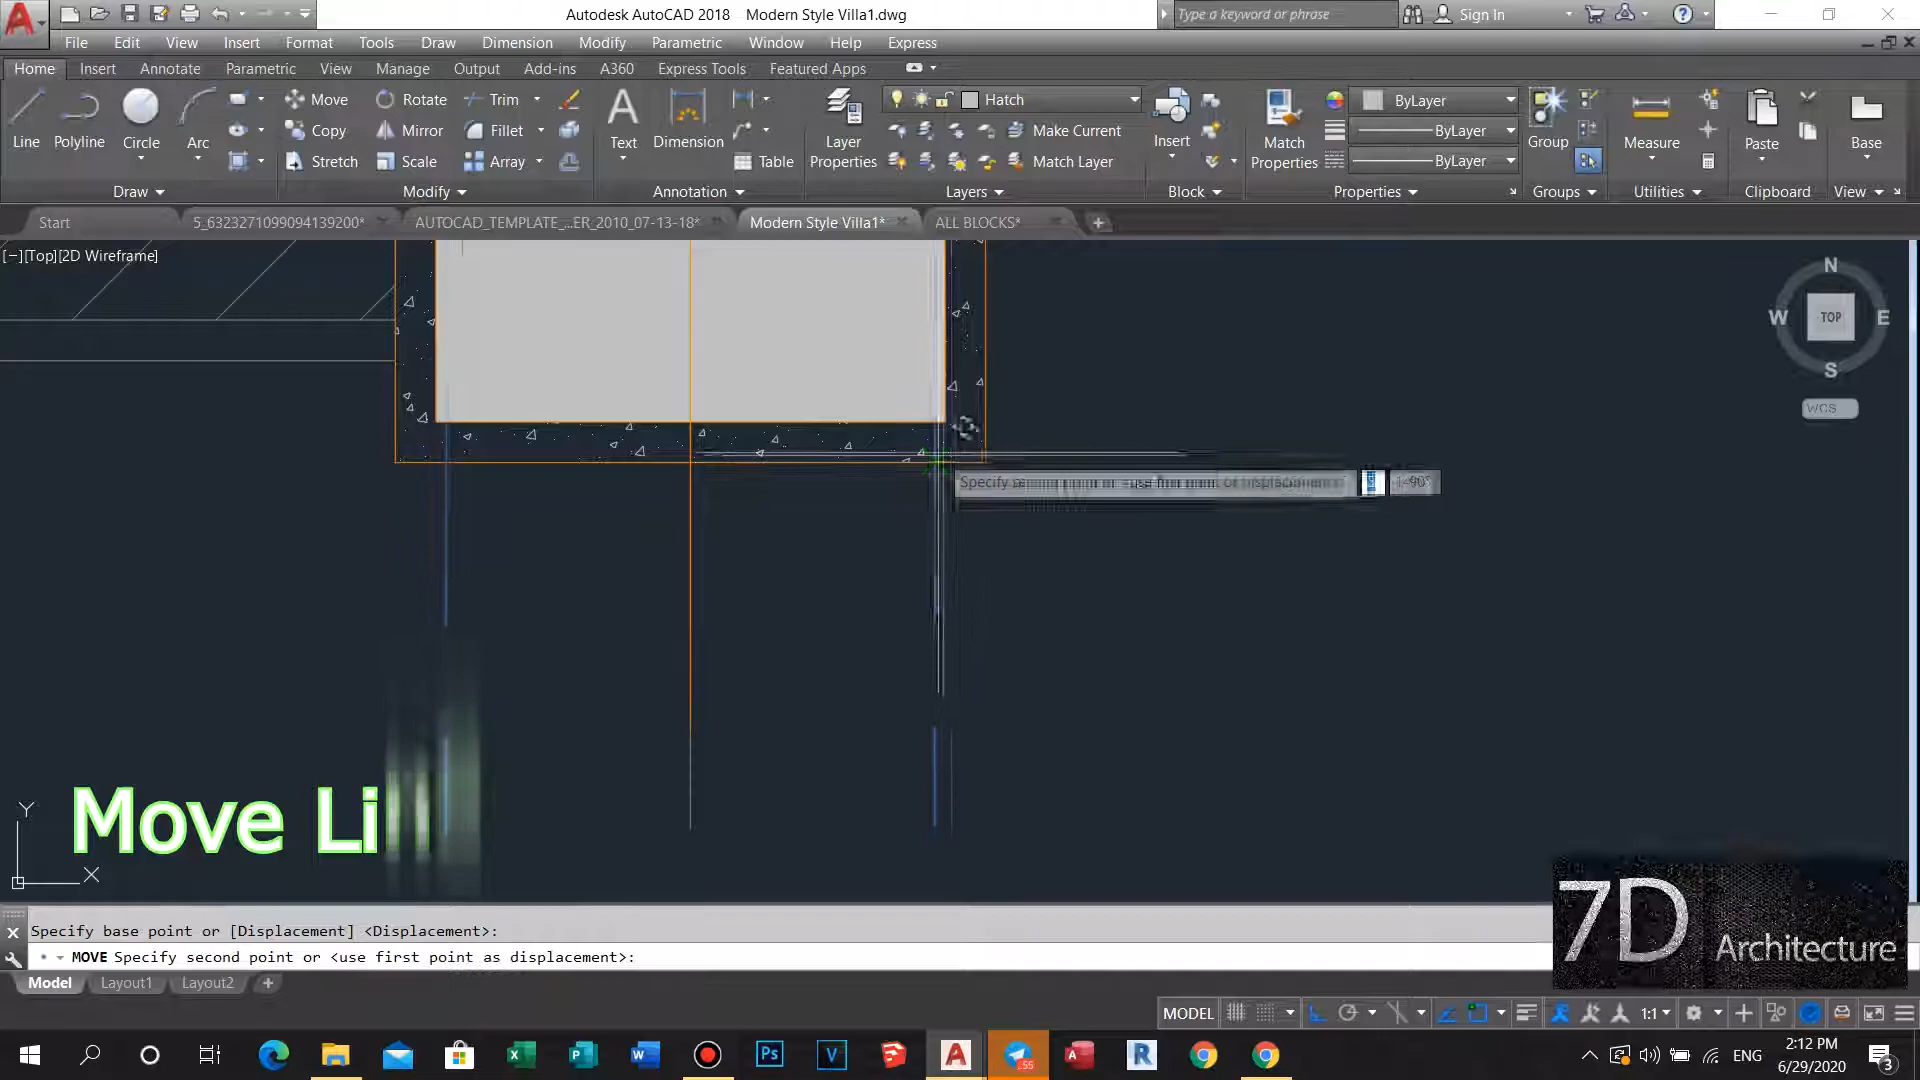 Autodesk AutoCAD 2018 Modern Style Villa1.dwg
Type a keyword or phrase
Sign In
File Edit View Insert Format Tools Draw Dimension Modify Parametric Window Help Express
Home Insert Annotate Parametric View Manage Output Add-ins A360 Express Tools Featured Apps
Line Polyline Circle Arc
Move Rotate Trim
Copy Mirror Fillet
Stretch Scale Array
Text Dimension Table
Layer Properties
Hatch
Make Current
Match Layer
Insert
Match Properties
ByLayer
ByLayer
ByLayer
Group
Measure
Paste
Base
Draw Modify Annotation Layers Block Properties Groups Utilities Clipboard View
Start 5_6323271099094139200* AUTOCAD_TEMPLATE_...ER_2010_07-13-18* Modern Style Villa1* ALL BLOCKS*
[−][Top][2D Wireframe]
N
W TOP E
S
WCS
Specify
Move Li
Y
X
Specify base point or [Displacement] <Displacement>:
MOVE Specify second point or <use first point as displacement>:
7D Architecture
Model Layout1 Layout2
MODEL
1:1
Ps V A R
55
ENG
2:12 PM
6/29/2020
3